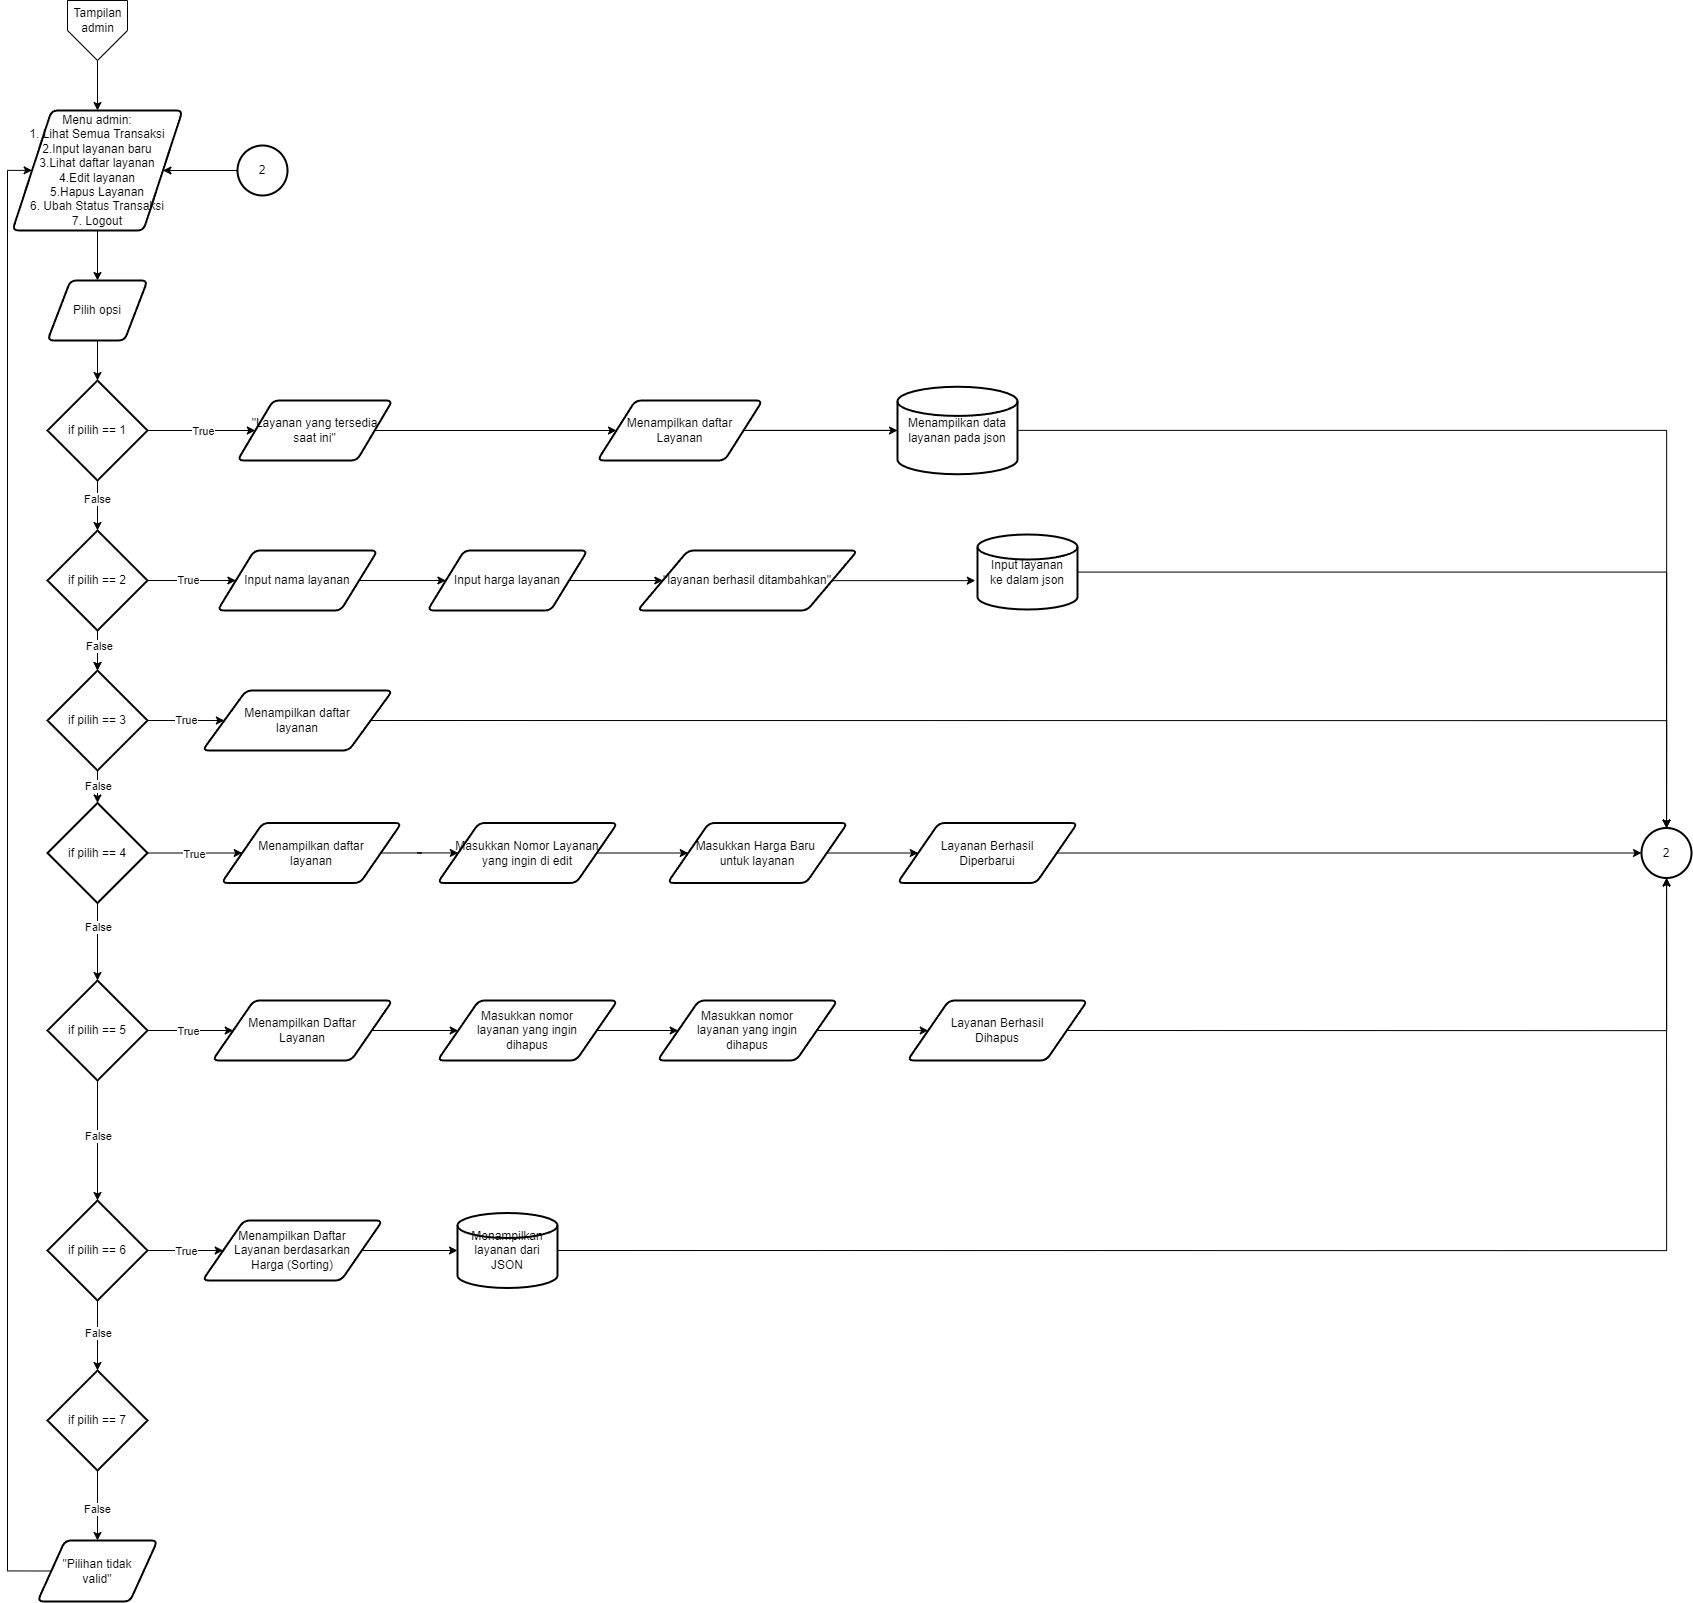 Tampilan
admin
Menu admin:
1. Lihat Semua Transaksi
2.Input layanan baru
3.Lihat daftar layanan
4.Edit layanan
5.Hapus Layanan
6. Ubah Status Transaksi
7. Logout
2
Pilih opsi
if pilih == 1
True
"Layanan yang tersedia
saat ini"
Menampilkan daftar
Layanan
Menampilkan data
layanan pada json
False
if pilih == 2
True
Input nama layanan
Input harga layanan
"layanan berhasil ditambahkan"
Input layanan
ke dalam json
False
if pilih == 3
True
Menampilkan daftar
layanan
False
if pilih == 4
True
Menampilkan daftar
layanan
Masukkan Nomor Layanan
yang ingin di edit
Masukkan Harga Baru
untuk layanan
Layanan Berhasil
Diperbarui
2
False
if pilih == 5
True
Menampilkan Daftar
Layanan
Masukkan nomor
layanan yang ingin
dihapus
Masukkan nomor
layanan yang ingin
dihapus
Layanan Berhasil
Dihapus
False
if pilih == 6
True
Menampilkan Daftar
Layanan berdasarkan
Harga (Sorting)
Menampilkan
layanan dari
JSON
False
if pilih == 7
False
"Pilihan tidak
valid"